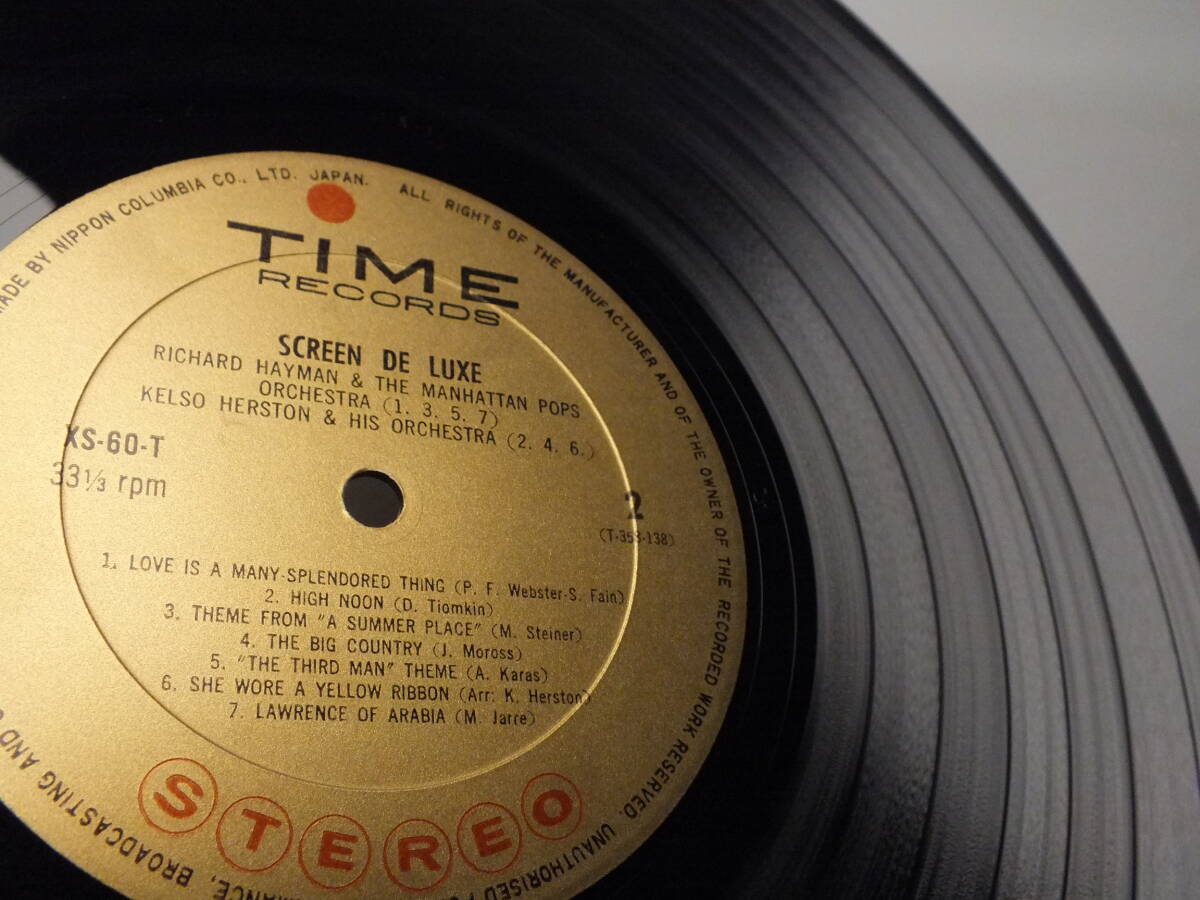 MADE BY NIPPON COLUMBIA CO., LTD. JAPAN. ALL RIGHTS OF THE MANUFACTURER AND OF THE OWNER OF THE RECORDED WORK RESERVED. UNAUTHORISED
BROADCASTING AND
TIME
RECORDS
SCREEN DE LUXE
RICHARD HAYMAN & THE MANHATTAN POPS
ORCHESTRA (1. 3. 5. 7)
KELSO HERSTON & HIS ORCHESTRA (2. 4. 6.)
XS-60-T
33⅓ rpm
2
1. LOVE IS A MANY-SPLENDORED THING (P. F. Webster-S. Fain)
2. HIGH NOON (D. Tiomkin)
3. THEME FROM "A SUMMER PLACE" (M. Steiner)
4. THE BIG COUNTRY (J. Moross)
5. "THE THIRD MAN" THEME (A. Karas)
6. SHE WORE A YELLOW RIBBON (Arr: K. Herston)
7. LAWRENCE OF ARABIA (M. Jarre)
STEREO